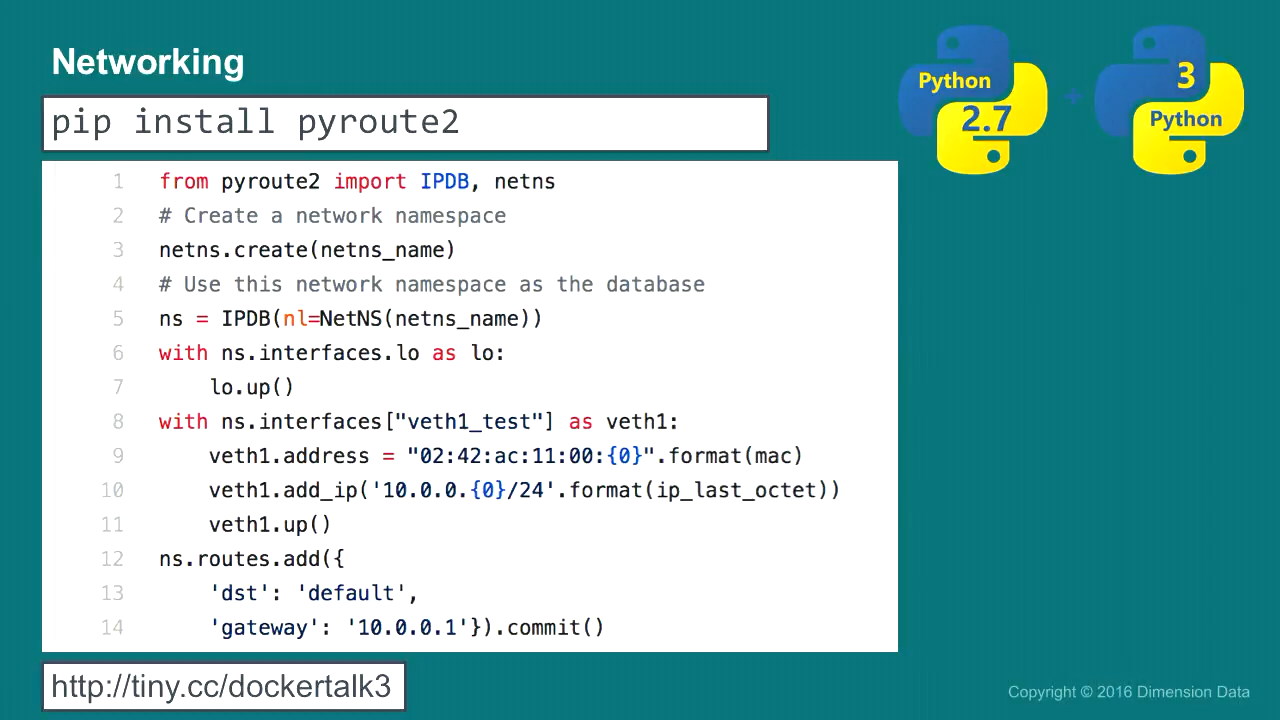 Networking
pip install pyroute2
Python
2.7
+
3
Python
1 from pyroute2 import IPDB, netns
2 # Create a network namespace
3 netns.create(netns_name)
4 # Use this network namespace as the database
5 ns = IPDB(nl=NetNS(netns_name))
6 with ns.interfaces.lo as lo:
7     lo.up()
8 with ns.interfaces["veth1_test"] as veth1:
9     veth1.address = "02:42:ac:11:00:{0}".format(mac)
10     veth1.add_ip('10.0.0.{0}/24'.format(ip_last_octet))
11     veth1.up()
12 ns.routes.add({
13     'dst': 'default',
14     'gateway': '10.0.0.1'}).commit()
http://tiny.cc/dockertalk3
Copyright © 2016 Dimension Data